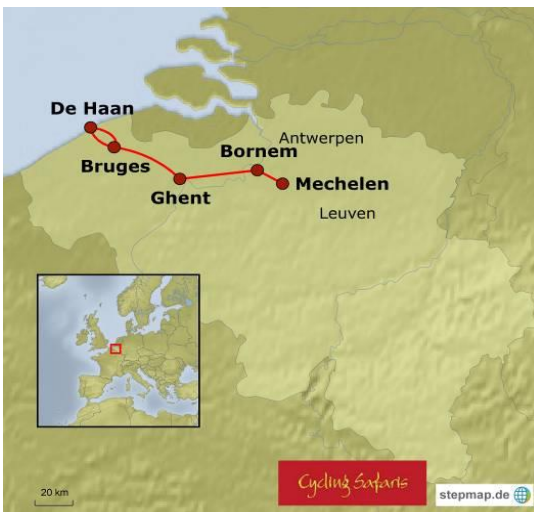 De Haan
Antwerpen
Bruges
Bornem
Ghent
Mechelen
Leuven
20 km
Cycling Safaris
stepmap.de